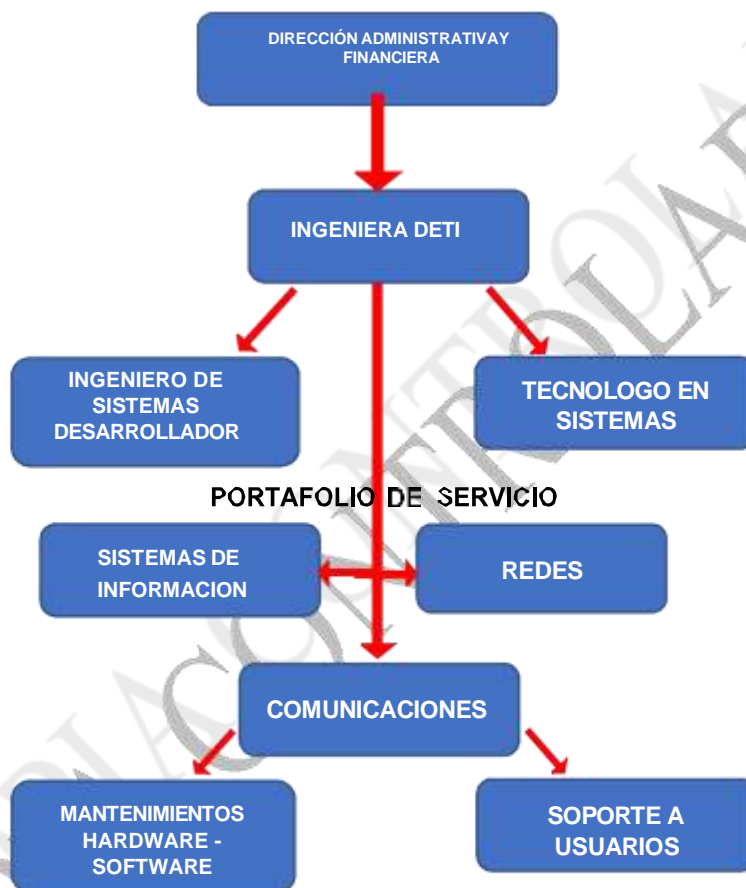 DIRECCIÓN ADMINISTRATIVAY
FINANCIERA
INGENIERA DETI
INGENIERO DE
SISTEMAS
DESARROLLADOR
TECNOLOGO EN
SISTEMAS
PORTAFOLIO DE SERVICIO
SISTEMAS DE
INFORMACION
REDES
COMUNICACIONES
MANTENIMIENTOS
HARDWARE -
SOFTWARE
SOPORTE A
USUARIOS